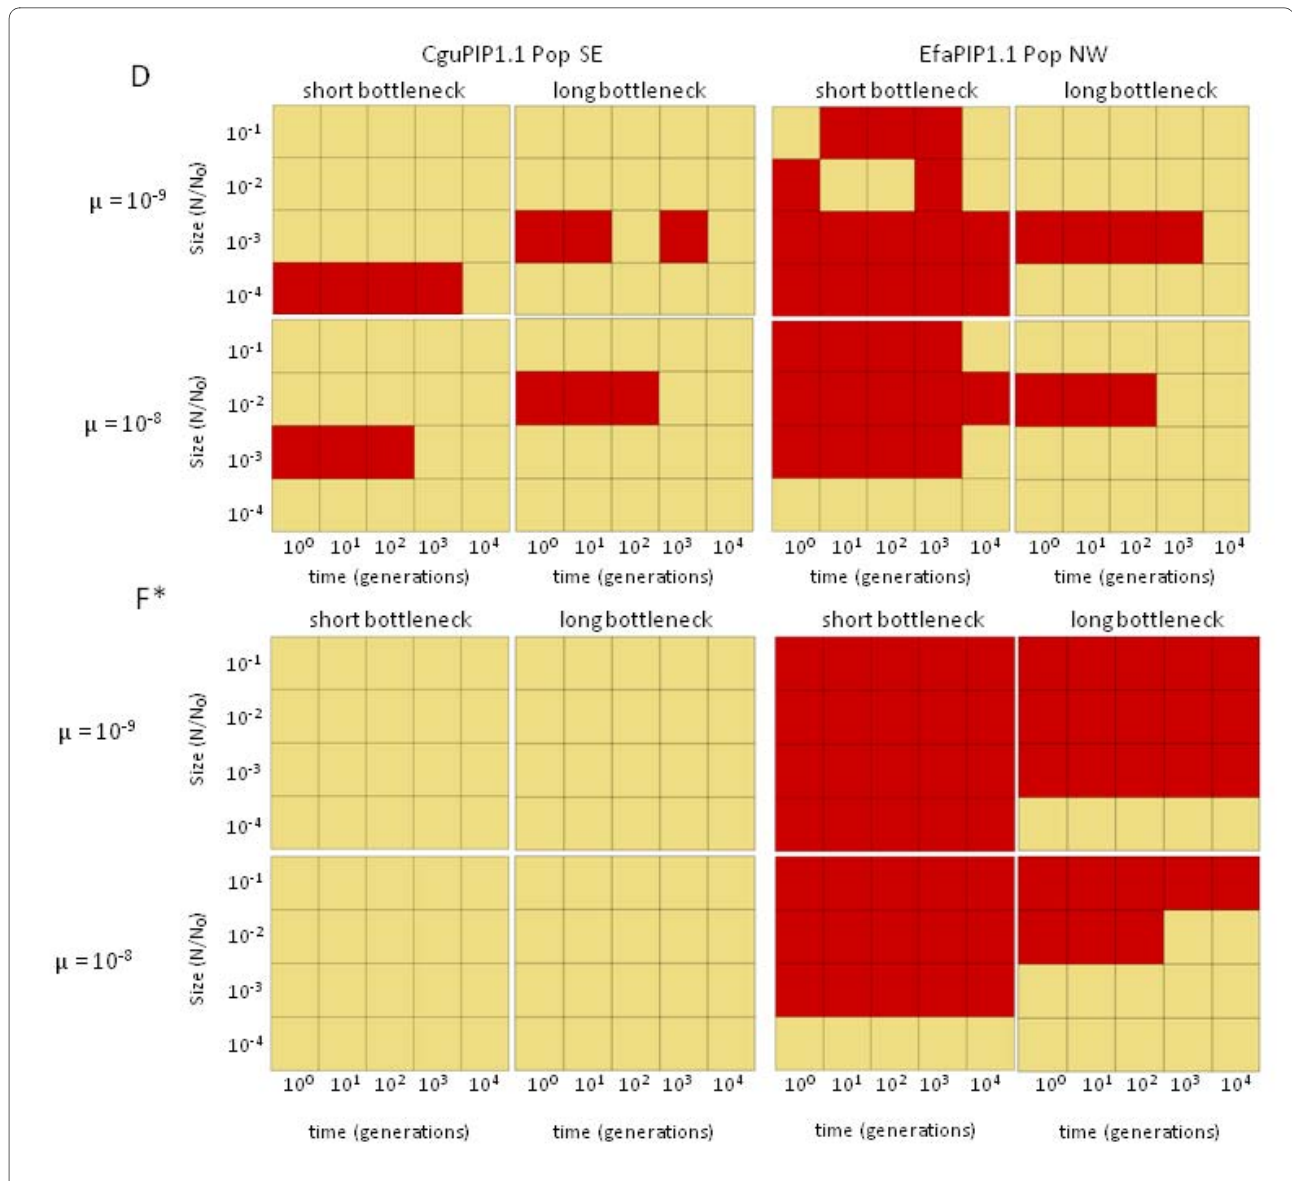 CguPIP1.1 Pop SE EfaPIP1.1 Pop NW
D
short bottleneck long bottleneck short bottleneck long bottleneck
μ = 10⁻⁹
Size (N/N₀)
10⁻¹
10⁻²
10⁻³
10⁻⁴
μ = 10⁻⁸
Size (N/N₀)
10⁻¹
10⁻²
10⁻³
10⁻⁴
10⁰ 10¹ 10² 10³ 10⁴ 10⁰ 10¹ 10² 10³ 10⁴ 10⁰ 10¹ 10² 10³ 10⁴ 10⁰ 10¹ 10² 10³ 10⁴
time (generations) time (generations) time (generations) time (generations)
F*
short bottleneck long bottleneck short bottleneck long bottleneck
μ = 10⁻⁹
Size (N/N₀)
10⁻¹
10⁻²
10⁻³
10⁻⁴
μ = 10⁻⁸
Size (N/N₀)
10⁻¹
10⁻²
10⁻³
10⁻⁴
10⁰ 10¹ 10² 10³ 10⁴ 10⁰ 10¹ 10² 10³ 10⁴ 10⁰ 10¹ 10² 10³ 10⁴ 10⁰ 10¹ 10² 10³ 10⁴
time (generations) time (generations) time (generations) time (generations)